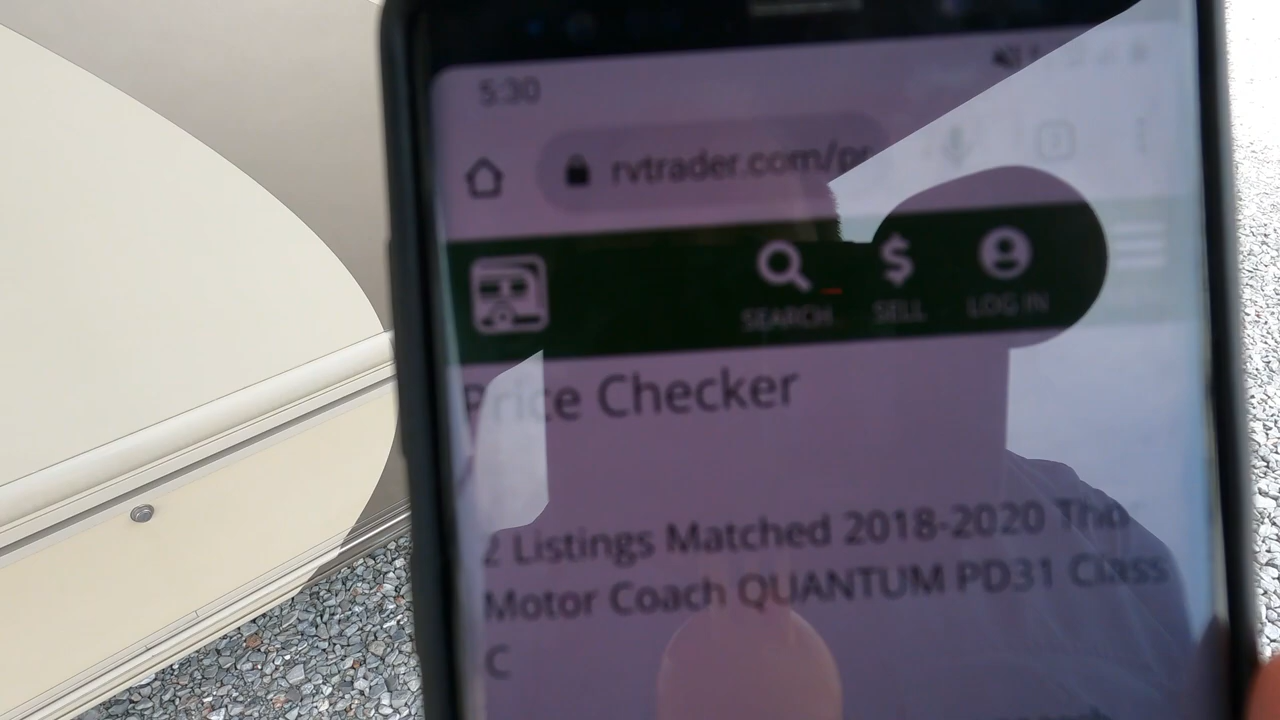 5:30
rvtrader.com/pr
SEARCH
SELL
LOG IN
Price Checker
2 Listings Matched 2018-2020 Thor
Motor Coach QUANTUM PD31 Class
C